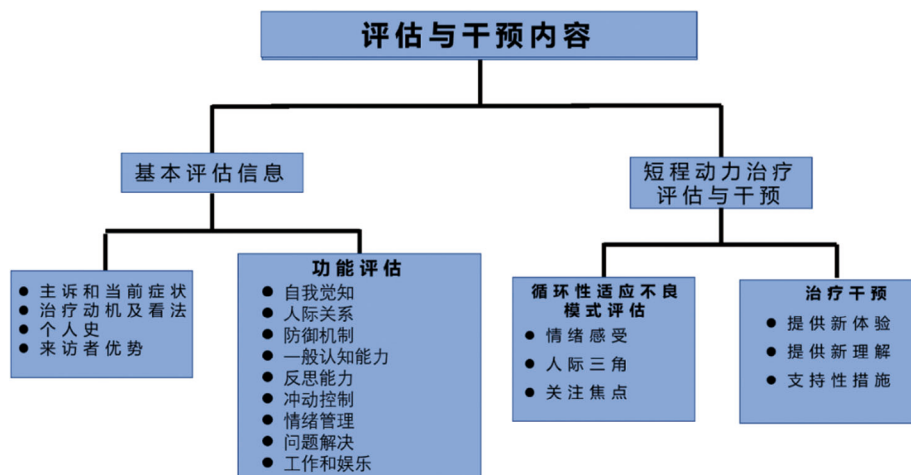 评估与干预内容
基本评估信息
短程动力治疗
评估与干预
● 主诉和当前症状
● 治疗动机及看法
● 个人史
● 来访者优势
功能评估
● 自我觉知
● 人际关系
● 防御机制
● 一般认知能力
● 反思能力
● 冲动控制
● 情绪管理
● 问题解决
● 工作和娱乐
循环性适应不良
模式评估
● 情绪感受
● 人际三角
● 关注焦点
治疗干预
● 提供新体验
● 提供新理解
● 支持性措施